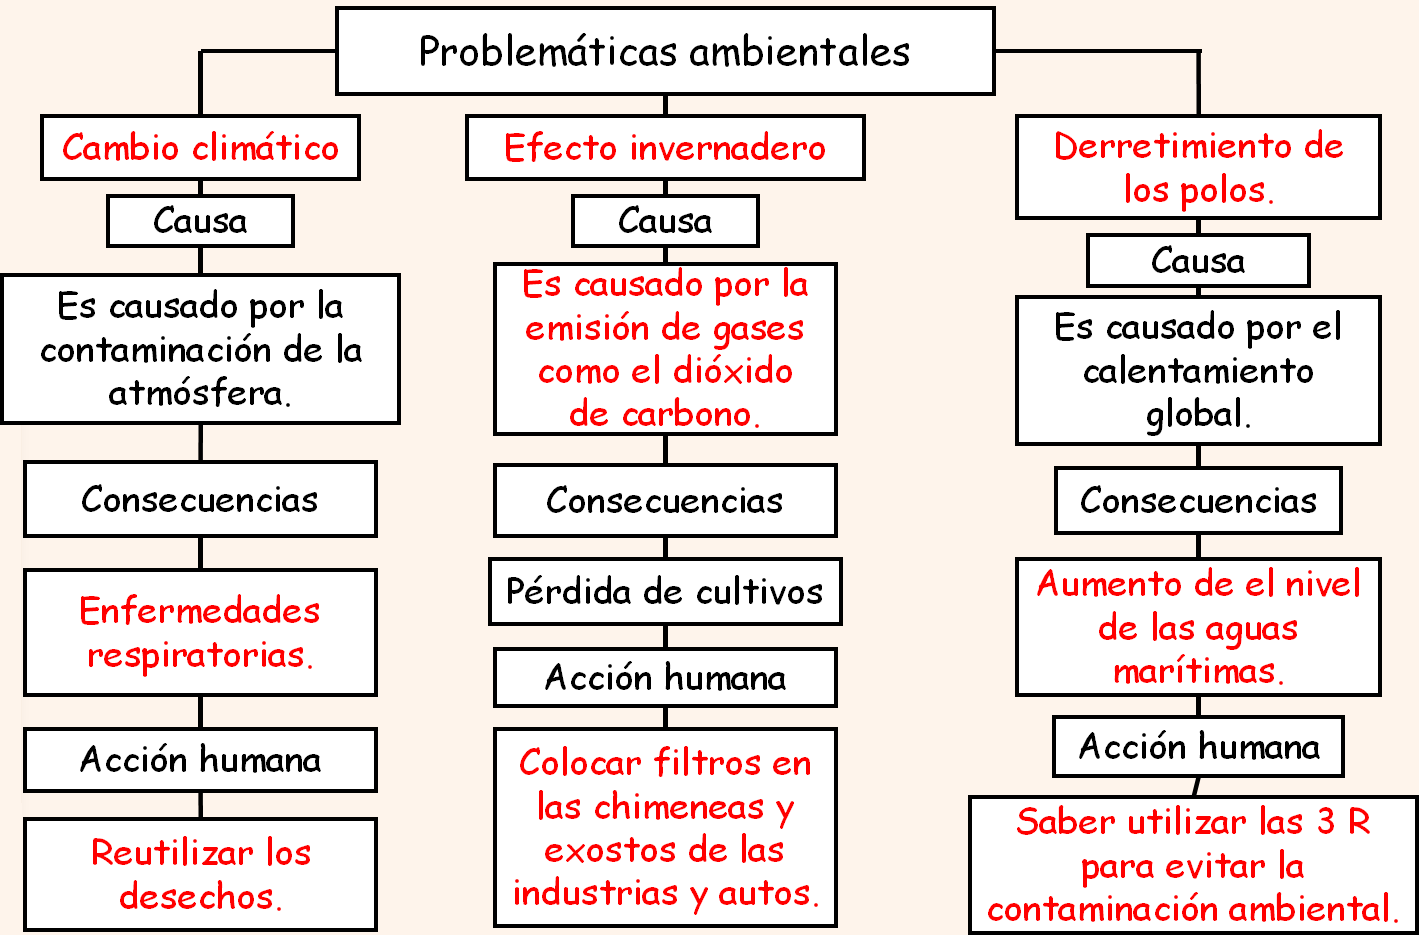 Problemáticas ambientales
Cambio climático
Causa
Es causado por la
contaminación de la
atmósfera.
Consecuencias
Enfermedades
respiratorias.
Acción humana
Reutilizar los
desechos.
Efecto invernadero
Causa
Es causado por la
emisión de gases
como el dióxido
de carbono.
Consecuencias
Pérdida de cultivos
Acción humana
Colocar filtros en
las chimeneas y
exostos de las
industrias y autos.
Derretimiento de
los polos.
Causa
Es causado por el
calentamiento
global.
Consecuencias
Aumento de el nivel
de las aguas
marítimas.
Acción humana
Saber utilizar las 3 R
para evitar la
contaminación ambiental.